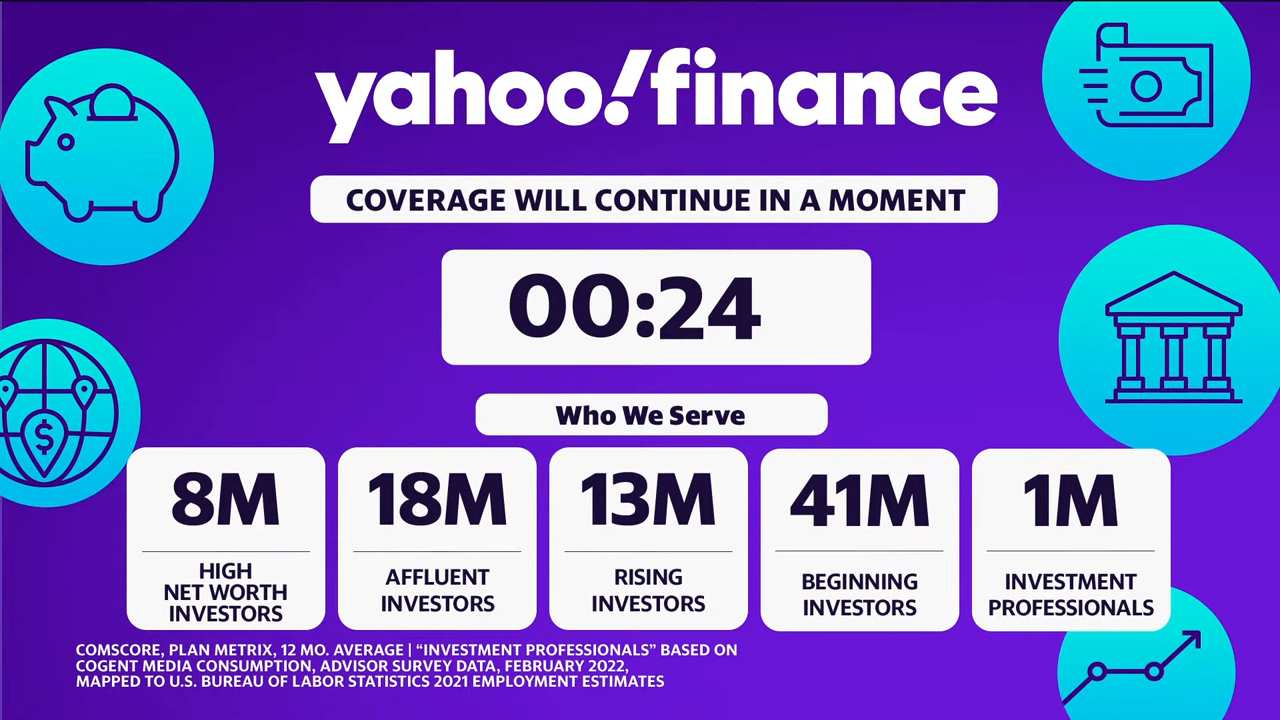 yahoo!finance
COVERAGE WILL CONTINUE IN A MOMENT
00:24
Who We Serve
8M
HIGH
NET WORTH
INVESTORS
18M
AFFLUENT
INVESTORS
13M
RISING
INVESTORS
41M
BEGINNING
INVESTORS
1M
INVESTMENT
PROFESSIONALS
$
COMSCORE, PLAN METRIX, 12 MO. AVERAGE | “INVESTMENT PROFESSIONALS” BASED ON
COGENT MEDIA CONSUMPTION, ADVISOR SURVEY DATA, FEBRUARY 2022,
MAPPED TO U.S. BUREAU OF LABOR STATISTICS 2021 EMPLOYMENT ESTIMATES